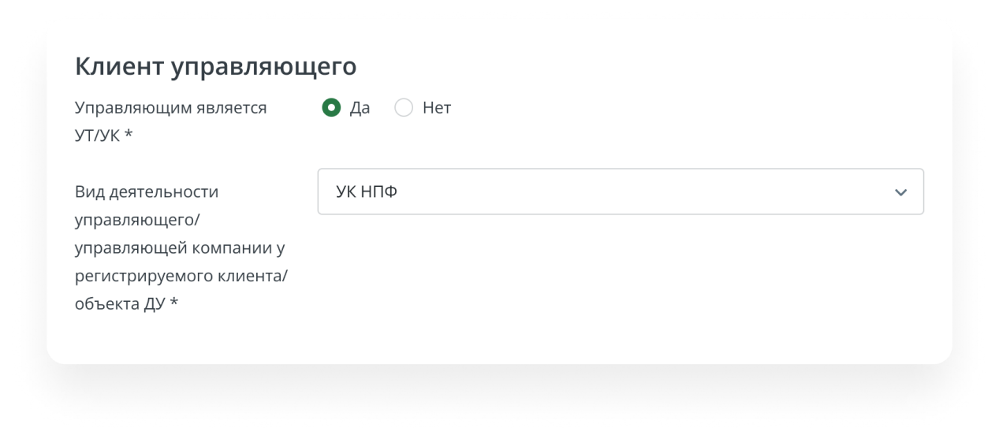 Клиент управляющего
Управляющим является
УТ/УК *
Да
Нет
Вид деятельности
управляющего/
управляющей компании у
регистрируемого клиента/
объекта ДУ *
УК НПФ